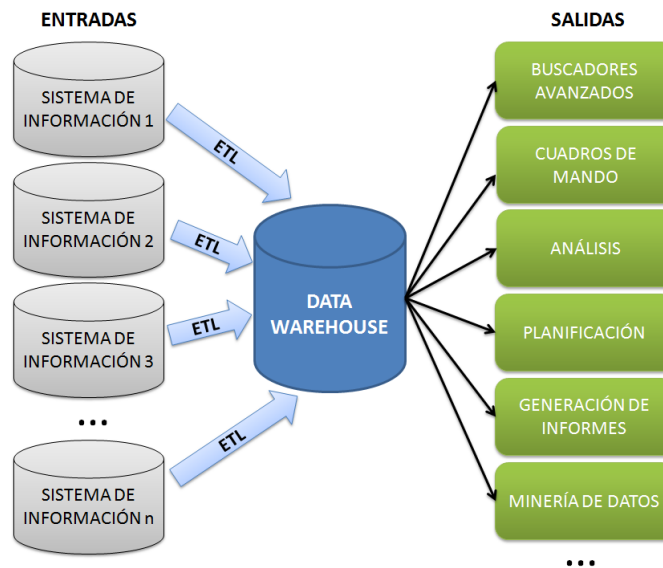 ENTRADAS
SALIDAS
SISTEMA DE
INFORMACIÓN 1
SISTEMA DE
INFORMACIÓN 2
SISTEMA DE
INFORMACIÓN 3
...
SISTEMA DE
INFORMACIÓN n
ETL
ETL
ETL
ETL
DATA
WAREHOUSE
BUSCADORES
AVANZADOS
CUADROS DE
MANDO
ANÁLISIS
PLANIFICACIÓN
GENERACIÓN DE
INFORMES
MINERÍA DE DATOS
...